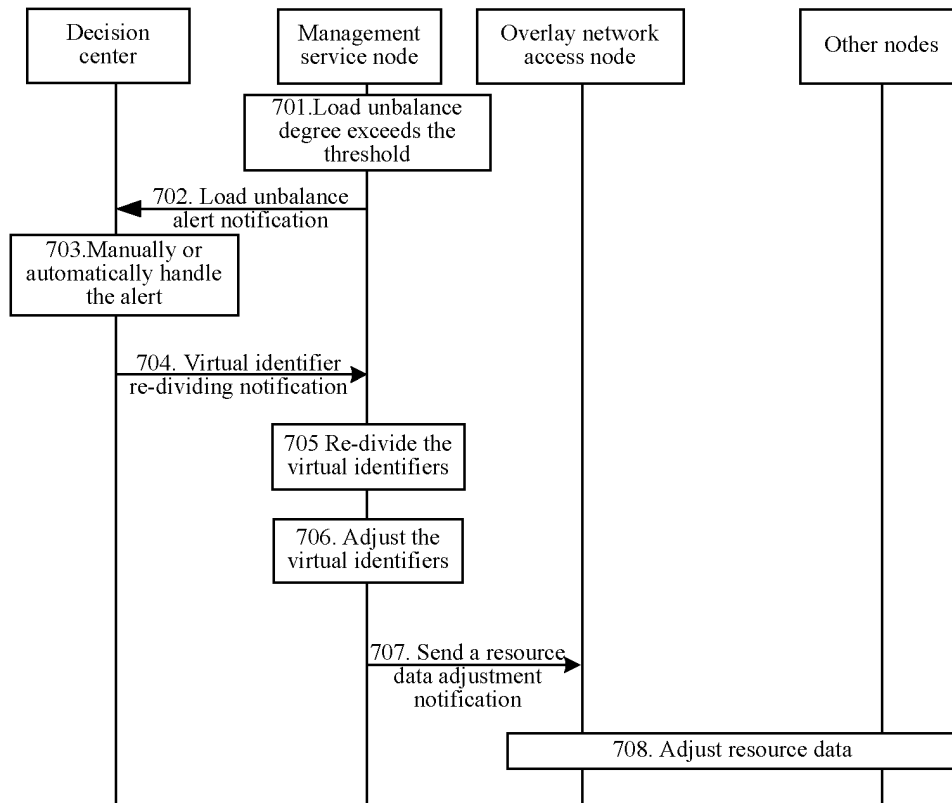 Decision
center
Management
service node
Overlay network
access node
Other nodes
701.Load unbalance
degree exceeds the
threshold
702. Load unbalance
alert notification
703.Manually or
automatically handle
the alert
704. Virtual identifier
re-dividing notification
705 Re-divide the
virtual identifiers
706. Adjust the
virtual identifiers
707. Send a resource
data adjustment
notification
708. Adjust resource data